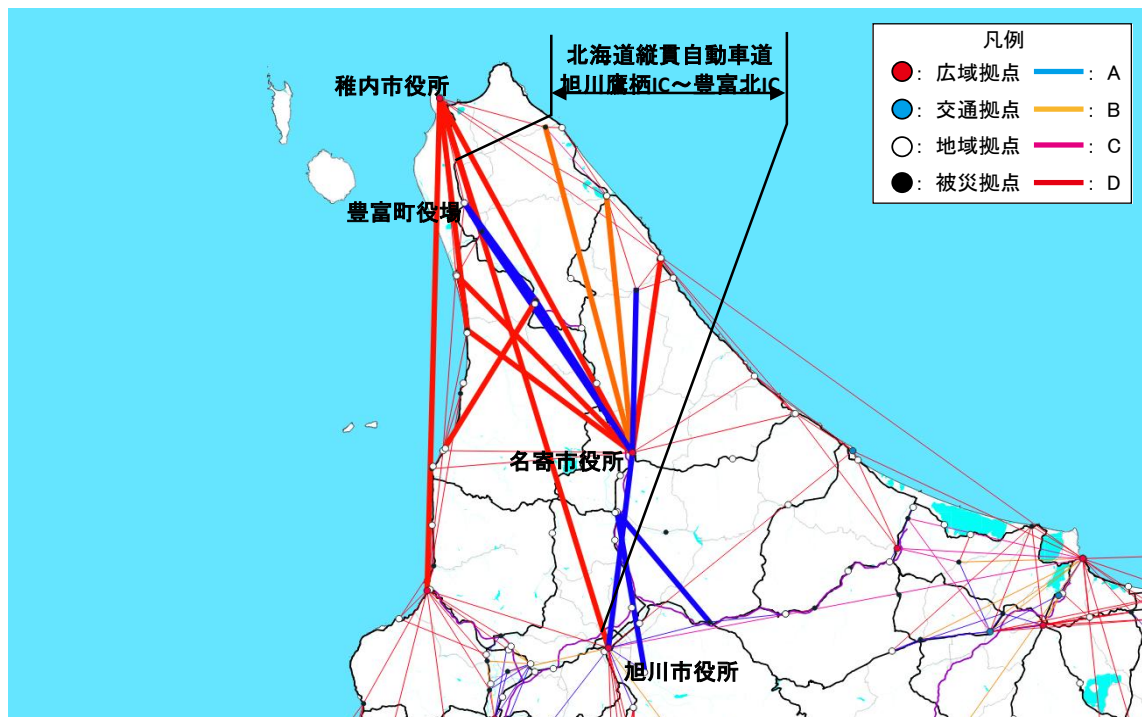 北海道縦貫自動車道
旭川鷹栖IC～豊富北IC
稚内市役所
豊富町役場
名寄市役所
旭川市役所
凡例
：広域拠点
：A
：交通拠点
：B
：地域拠点
：C
：被災拠点
：D